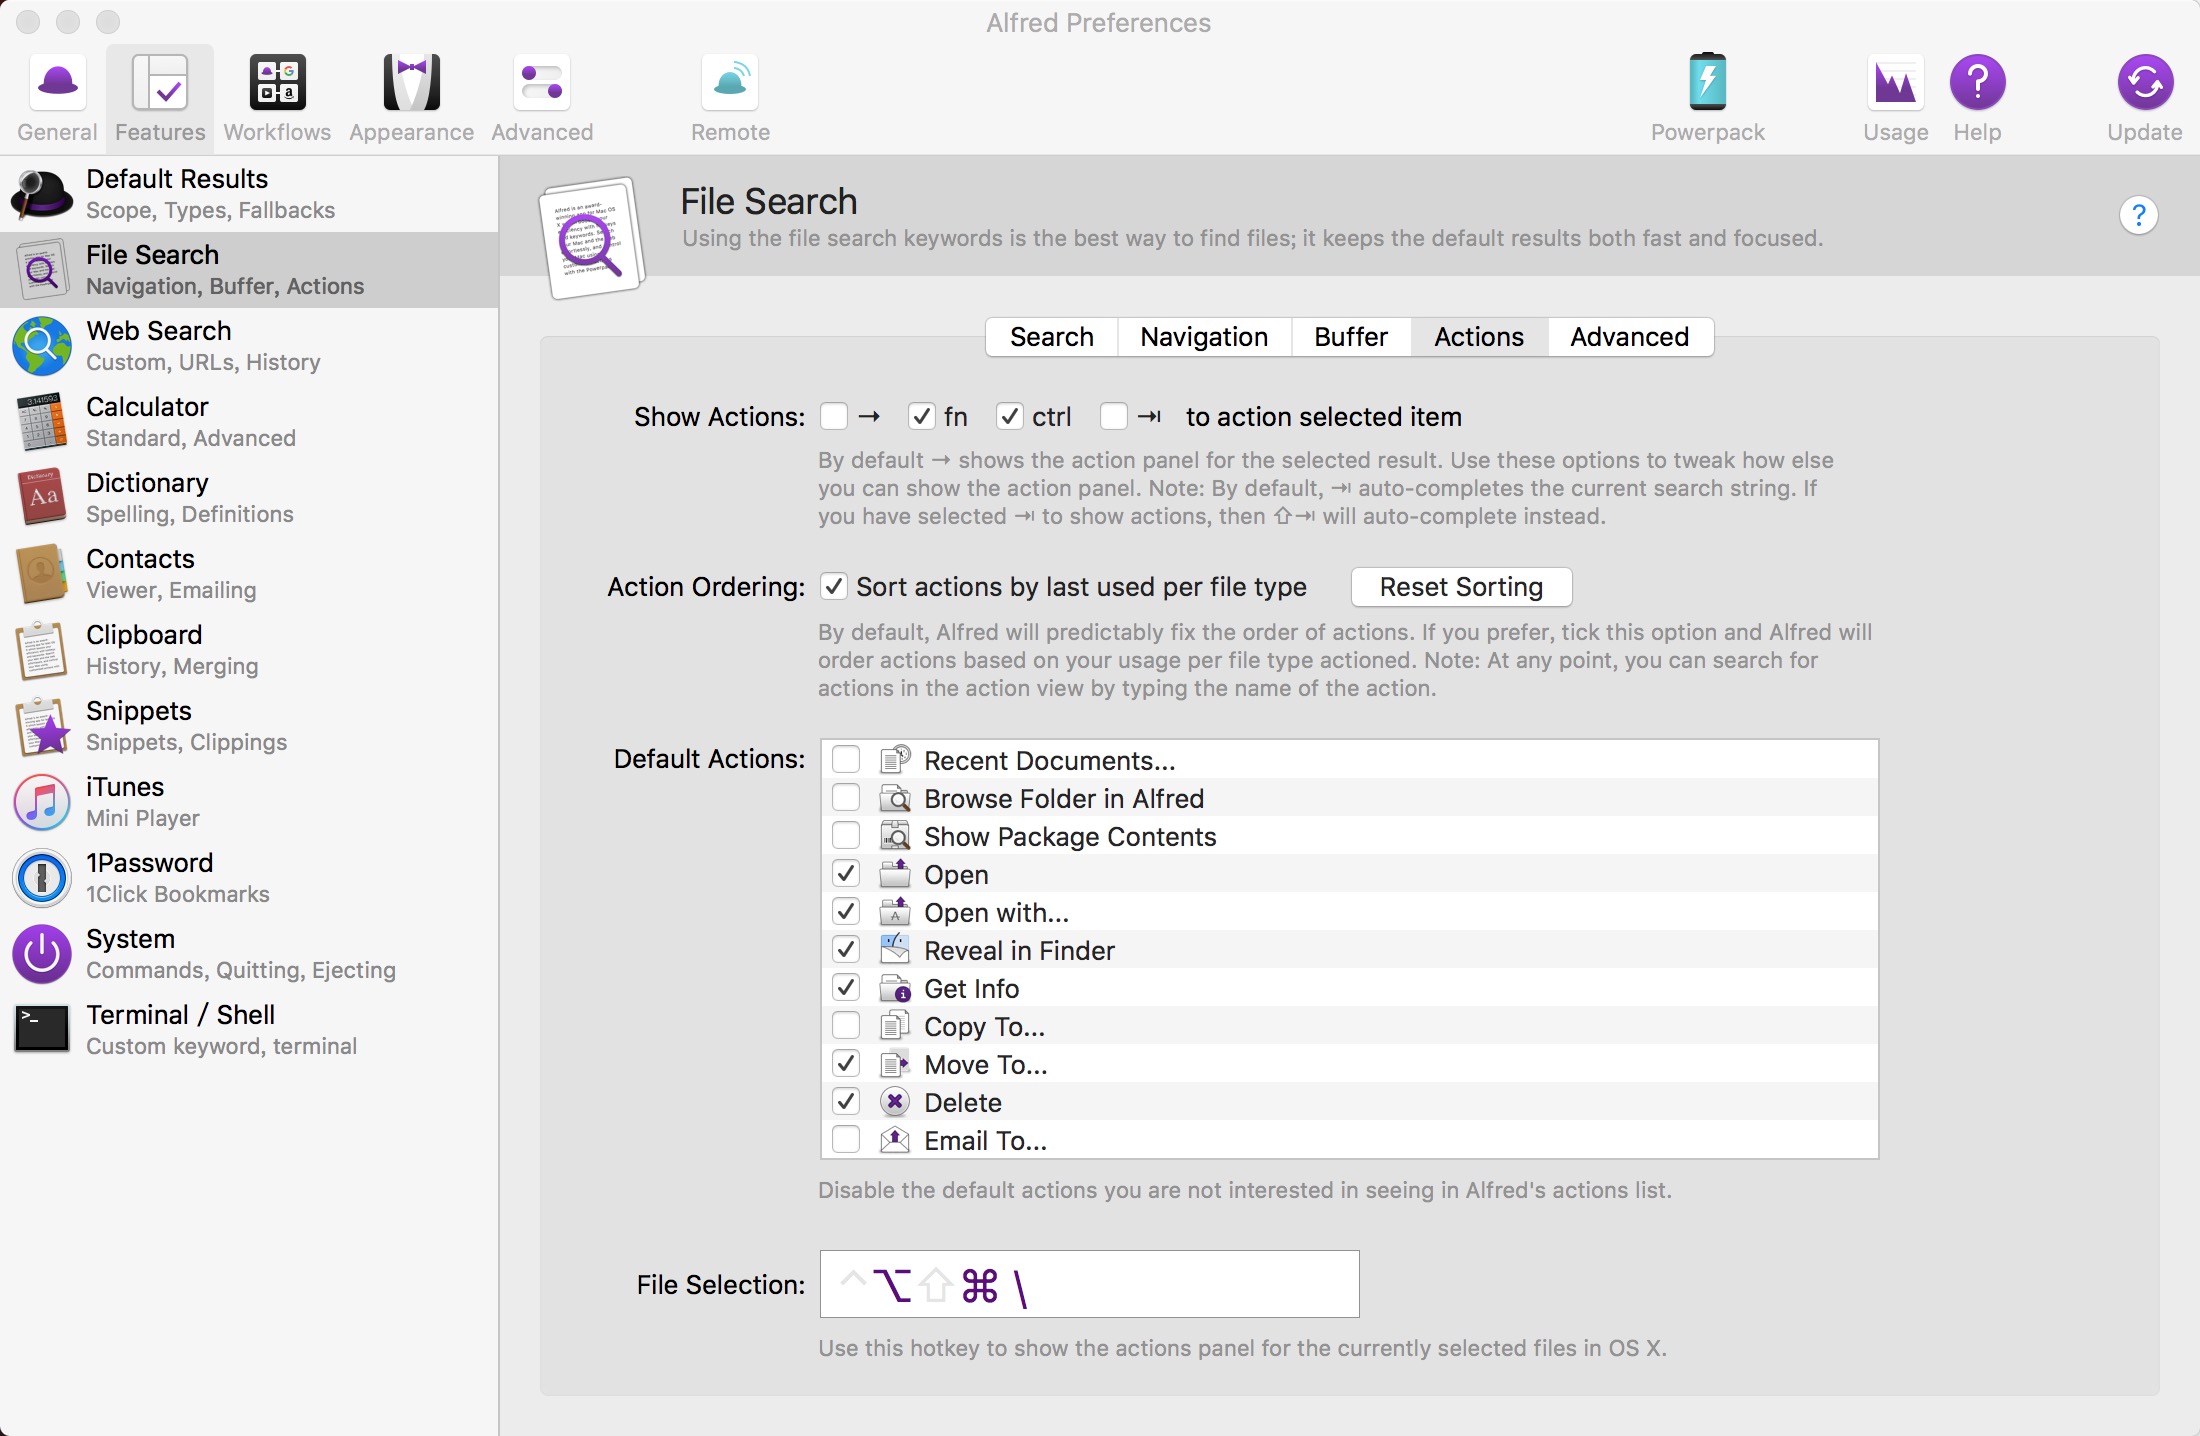 Alfred Preferences
General
Features
Workflows
Appearance
Advanced
Remote
Powerpack
Usage
Help
Update
Default Results
Scope, Types, Fallbacks
File Search
Navigation, Buffer, Actions
Web Search
Custom, URLs, History
Calculator
Standard, Advanced
Dictionary
Spelling, Definitions
Contacts
Viewer, Emailing
Clipboard
History, Merging
Snippets
Snippets, Clippings
iTunes
Mini Player
1Password
1Click Bookmarks
System
Commands, Quitting, Ejecting
Terminal / Shell
Custom keyword, terminal
File Search
Using the file search keywords is the best way to find files; it keeps the default results both fast and focused.
?
Search
Navigation
Buffer
Actions
Advanced
Show Actions: → fn ctrl ⇥ to action selected item
By default → shows the action panel for the selected result. Use these options to tweak how else
you can show the action panel. Note: By default, ⇥ auto-completes the current search string. If
you have selected ⇥ to show actions, then ⇧⇥ will auto-complete instead.
Action Ordering: Sort actions by last used per file type
Reset Sorting
By default, Alfred will predictably fix the order of actions. If you prefer, tick this option and Alfred will
order actions based on your usage per file type actioned. Note: At any point, you can search for
actions in the action view by typing the name of the action.
Default Actions:
Recent Documents...
Browse Folder in Alfred
Show Package Contents
Open
Open with...
Reveal in Finder
Get Info
Copy To...
Move To...
Delete
Email To...
Disable the default actions you are not interested in seeing in Alfred's actions list.
File Selection: ^⌥⇧⌘ \
Use this hotkey to show the actions panel for the currently selected files in OS X.